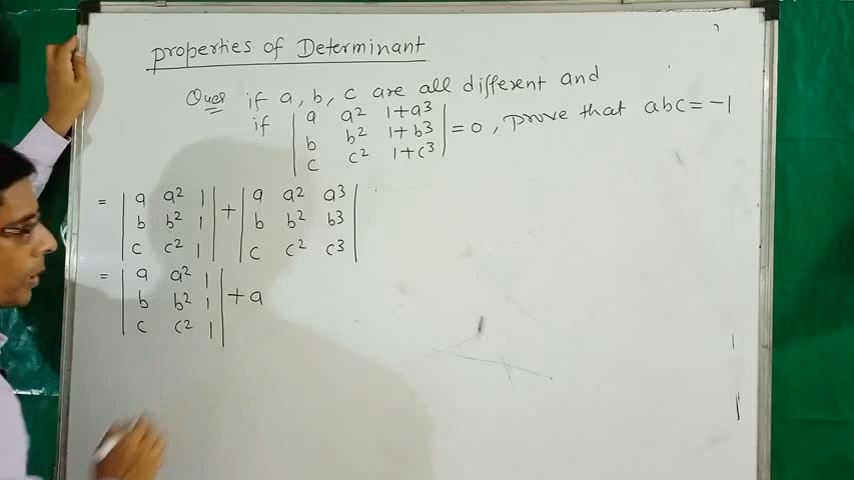 properties of Determinant
Ques if a, b, c are all different and
if | a a² 1+a³ |
| b b² 1+b³ | = 0, prove that abc = -1
| c c² 1+c³ |
= | a a² 1 | + | a a² a³ |
| b b² 1 | | b b² b³ |
| c c² 1 | | c c² c³ |
= | a a² 1 |
| b b² 1 | + a
| c c² 1 |